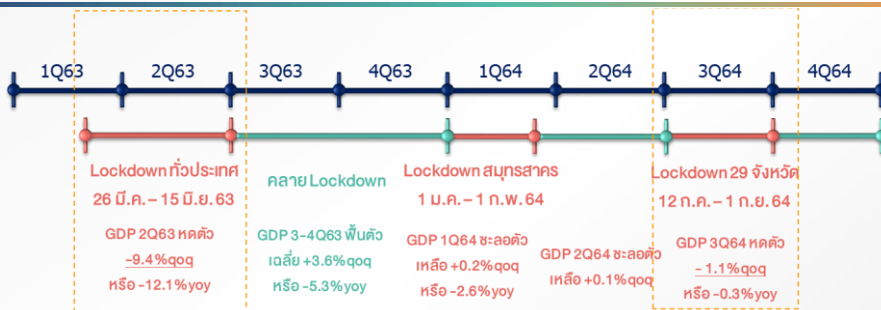 1Q63 2Q63 3Q63 4Q63 1Q64 2Q64 3Q64 4Q64
Lockdown ทั่วประเทศ
26 มี.ค. – 15 มิ.ย. 63
GDP 2Q63 หดตัว
-9.4%qoq
หรือ -12.1%yoy
คลาย Lockdown
GDP 3-4Q63 ฟื้นตัว
เฉลี่ย +3.6%qoq
หรือ -5.3%yoy
Lockdown สมุทรสาคร
1 ม.ค. – 1 ก.พ. 64
GDP 1Q64 ชะลอตัว
เหลือ +0.2%qoq
หรือ -2.6%yoy
GDP 2Q64 ชะลอตัว
เหลือ +0.1%qoq
Lockdown 29 จังหวัด
12 ก.ค. – 1 ก.ย. 64
GDP 3Q64 หดตัว
- 1.1%qoq
หรือ -0.3%yoy